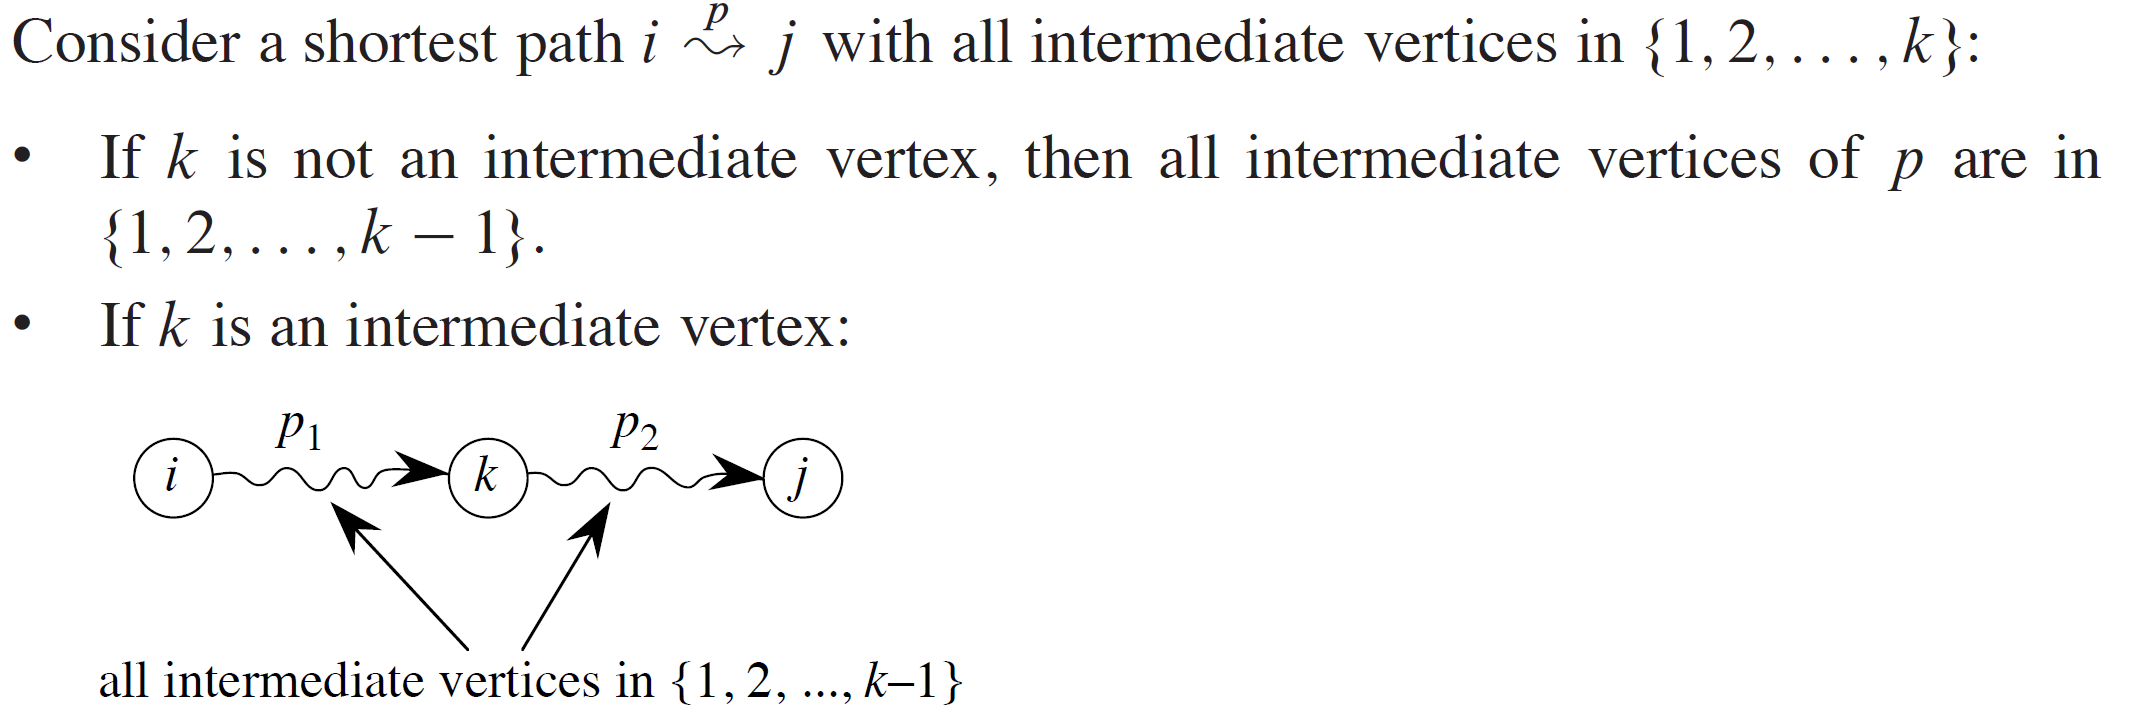 Consider a shortest path i p⤳ j with all intermediate vertices in {1, 2, . . . , k}:
• If k is not an intermediate vertex, then all intermediate vertices of p are in
{1, 2, . . . , k − 1}.
• If k is an intermediate vertex:
p₁ p₂
i k j
all intermediate vertices in {1, 2, ..., k–1}